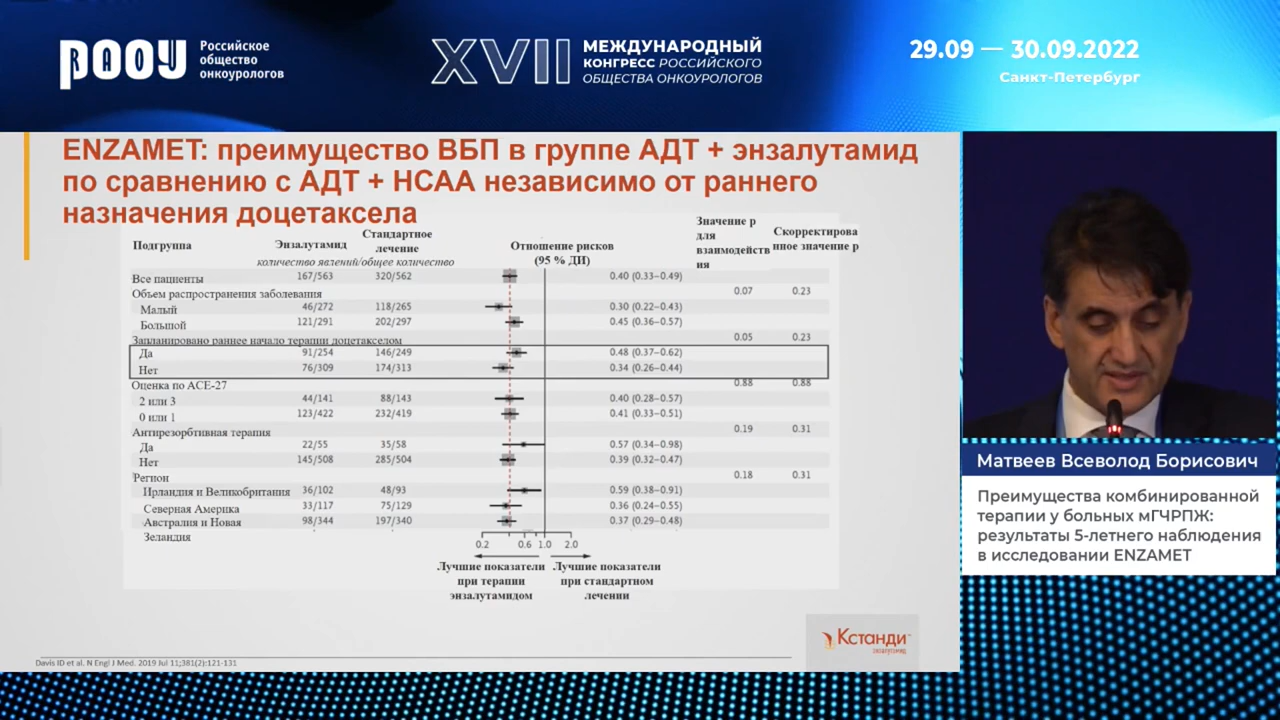 РООУ
Российское
общество
онкоурологов
XVII
МЕЖДУНАРОДНЫЙ
КОНГРЕСС РОССИЙСКОГО
ОБЩЕСТВА ОНКОУРОЛОГОВ
29.09 — 30.09.2022
Санкт-Петербург
ENZAMET: преимущество ВБП в группе АДТ + энзалутамид
по сравнению с АДТ + НСАА независимо от раннего
назначения доцетаксела
Подгруппа
Энзалутамид
Стандартное
лечение
количество явлений/общее количество
Отношение рисков
(95 % ДИ)
Значение p
для
взаимодейств
ия
Скорректирова
нное значение p
Все пациенты 167/563 320/562 0.40 (0.33–0.49)
Объем распространения заболевания 0.07 0.23
Малый 46/272 118/265 0.30 (0.22–0.43)
Большой 121/291 202/297 0.45 (0.36–0.57)
Запланировано раннее начало терапии доцетакселом 0.05 0.23
Да 91/254 146/249 0.48 (0.37–0.62)
Нет 76/309 174/313 0.34 (0.26–0.44)
Оценка по ACE-27 0.88 0.88
2 или 3 44/141 88/143 0.40 (0.28–0.57)
0 или 1 123/422 232/419 0.41 (0.33–0.51)
Антирезорбтивная терапия 0.19 0.31
Да 22/55 35/58 0.57 (0.34–0.98)
Нет 145/508 285/504 0.39 (0.32–0.47)
Регион 0.18 0.31
Ирландия и Великобритания 36/102 48/93 0.59 (0.38–0.91)
Северная Америка 33/117 75/129 0.36 (0.24–0.55)
Австралия и Новая 98/344 197/340 0.37 (0.29–0.48)
Зеландия
0.2 0.6 1.0 2.0
Лучшие показатели
при терапии
энзалутамидом
Лучшие показатели
при стандартном
лечении
Кстанди
энзалутамид
Davis ID et al. N Engl J Med. 2019 Jul 11;381(2):121-131
Матвеев Всеволод Борисович
Преимущества комбинированной
терапии у больных мГЧРПЖ:
результаты 5-летнего наблюдения
в исследовании ENZAMET